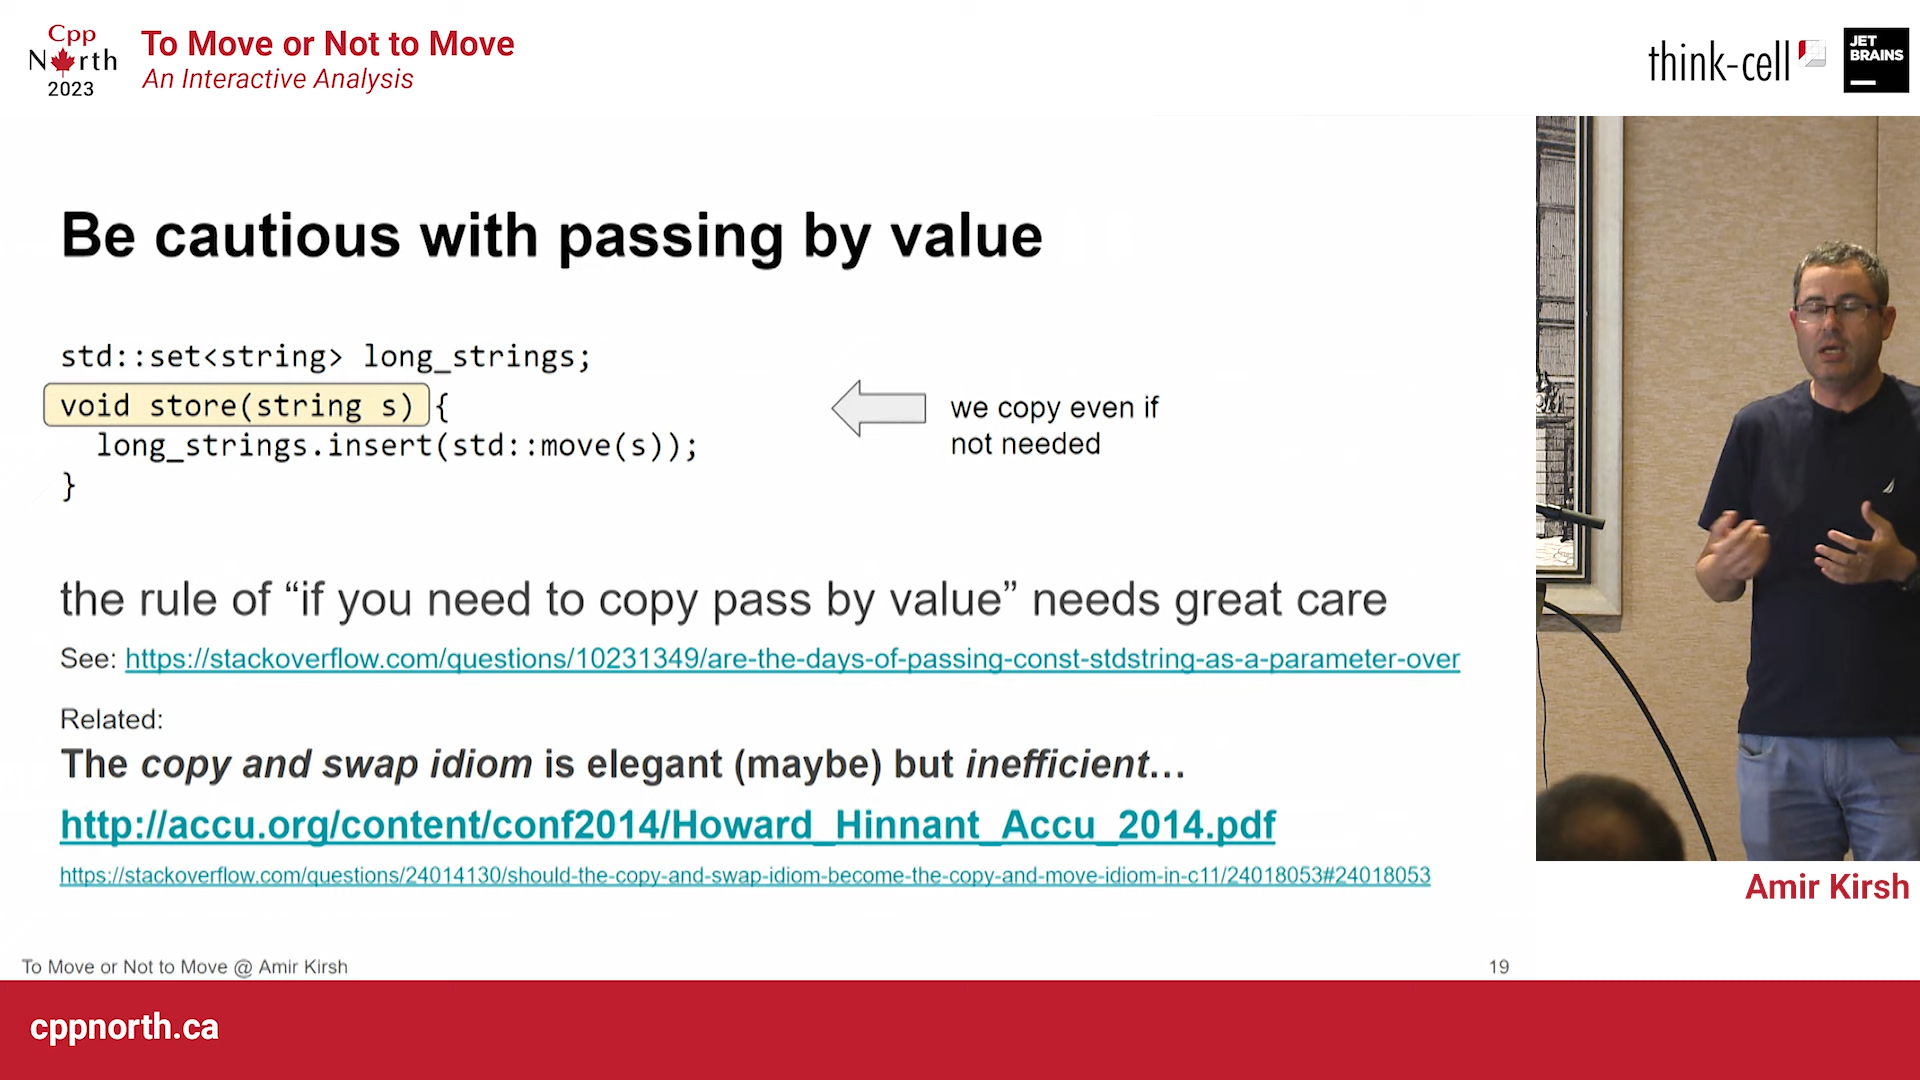 Cpp
North
2023
To Move or Not to Move
An Interactive Analysis
think-cell
JET
BRAINS
Be cautious with passing by value
std::set<string> long_strings;
void store(string s) {
long_strings.insert(std::move(s));
}
we copy even if
not needed
the rule of “if you need to copy pass by value” needs great care
See: https://stackoverflow.com/questions/10231349/are-the-days-of-passing-const-stdstring-as-a-parameter-over
Related:
The copy and swap idiom is elegant (maybe) but inefficient...
http://accu.org/content/conf2014/Howard_Hinnant_Accu_2014.pdf
https://stackoverflow.com/questions/24014130/should-the-copy-and-swap-idiom-become-the-copy-and-move-idiom-in-c11/24018053#24018053
Amir Kirsh
To Move or Not to Move @ Amir Kirsh
19
cppnorth.ca